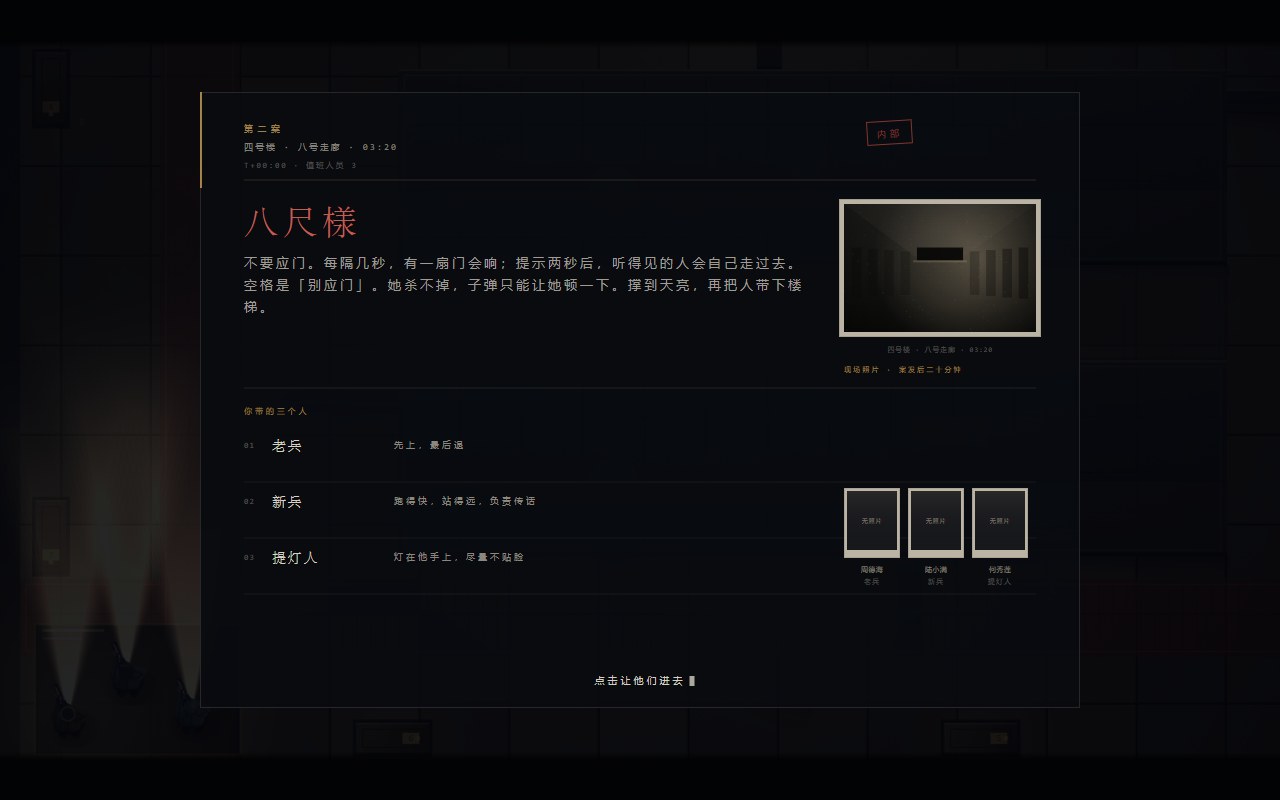 第二案
四号楼 · 八号走廊 · 03:20
T+00:00 · 值班人员 3
内部
八尺様
不要应门。每隔几秒，有一扇门会响；提示两秒后，听得见的人会自己走过去。
空格是「别应门」。她杀不掉，子弹只能让她顿一下。撑到天亮，再把人带下楼
梯。
四号楼 · 八号走廊 · 03:20
现场照片 · 案发后二十分钟
你带的三个人
01 老兵 先上，最后退
02 新兵 跑得快，站得远，负责传话
03 提灯人 灯在他手上，尽量不贴脸
无照片 无照片 无照片
周德海 陆小满 何秀莲
老兵 新兵 提灯人
点击让他们进去